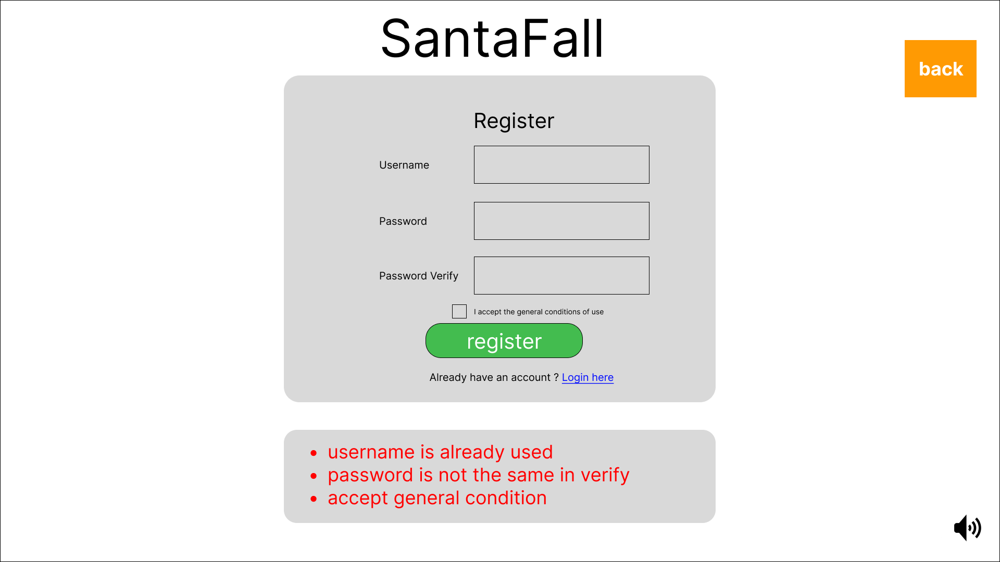 SantaFall
back
Register
Username
Password
Password Verify
I accept the general conditions of use
register
Already have an account ? Login here
• username is already used
• password is not the same in verify
• accept general condition